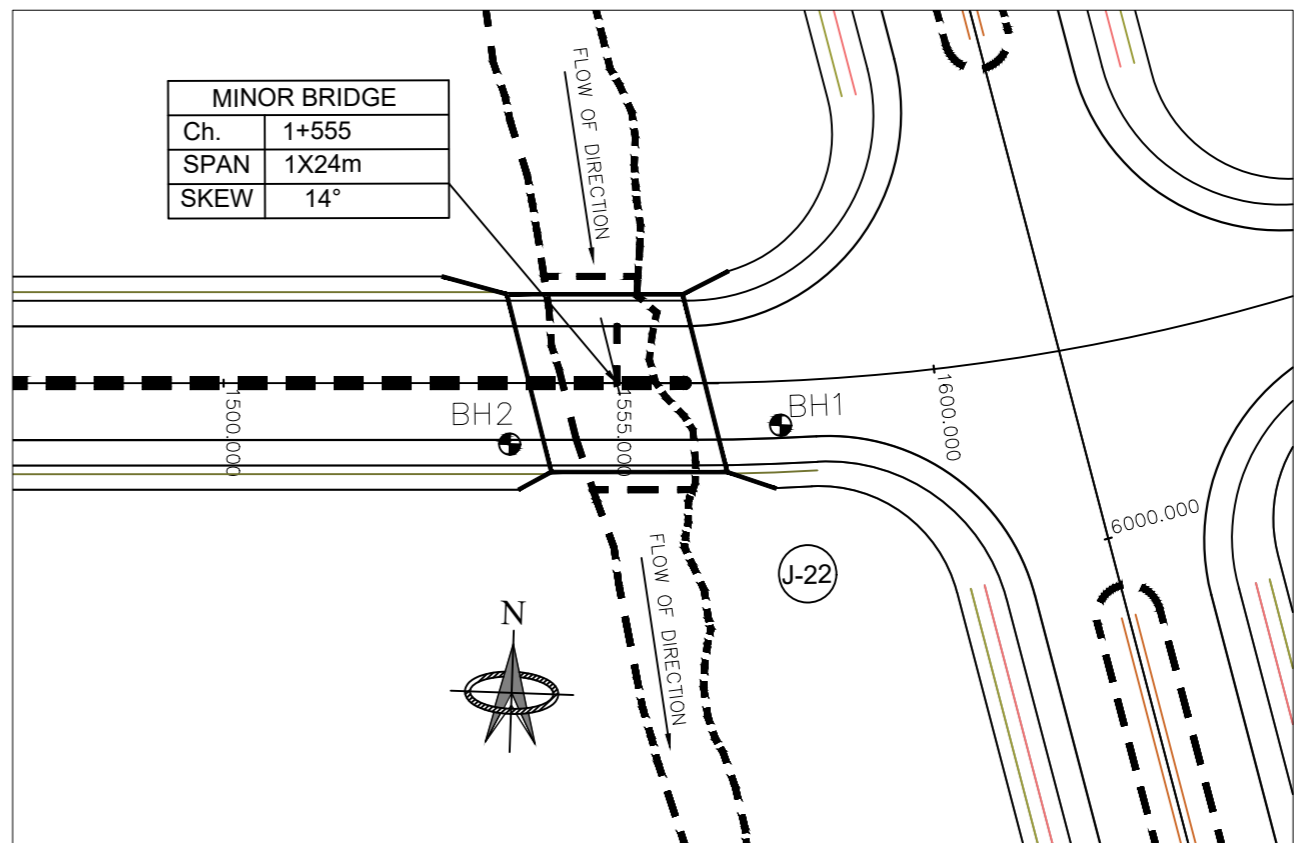 MINOR BRIDGE
Ch. 1+555
SPAN 1X24m
SKEW 14°
FLOW OF DIRECTION
1500.000
1555.000
1600.000
BH2
BH1
6000.000
J-22
FLOW OF DIRECTION
N